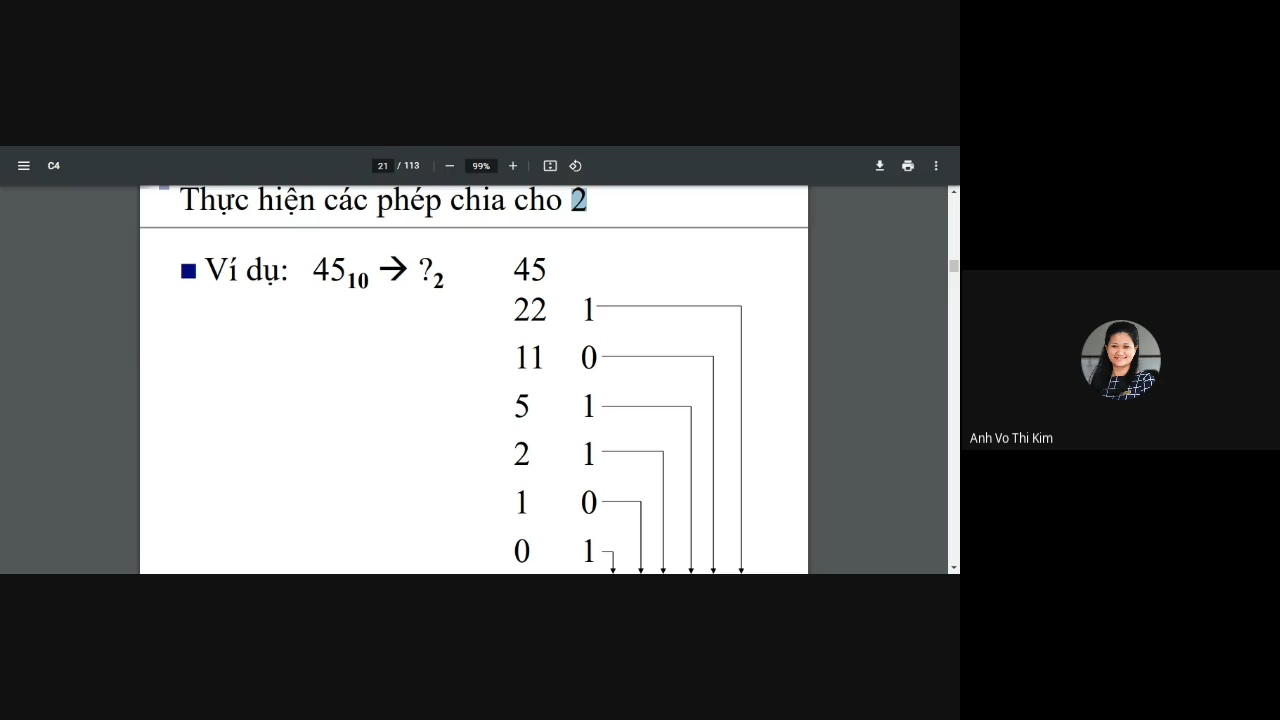 C4
21 / 113
99%
Thực hiện các phép chia cho 2
Ví dụ: 45₁₀ → ?₂ 45
22 1
11 0
5 1
2 1
1 0
0 1
Anh Vo Thi Kim